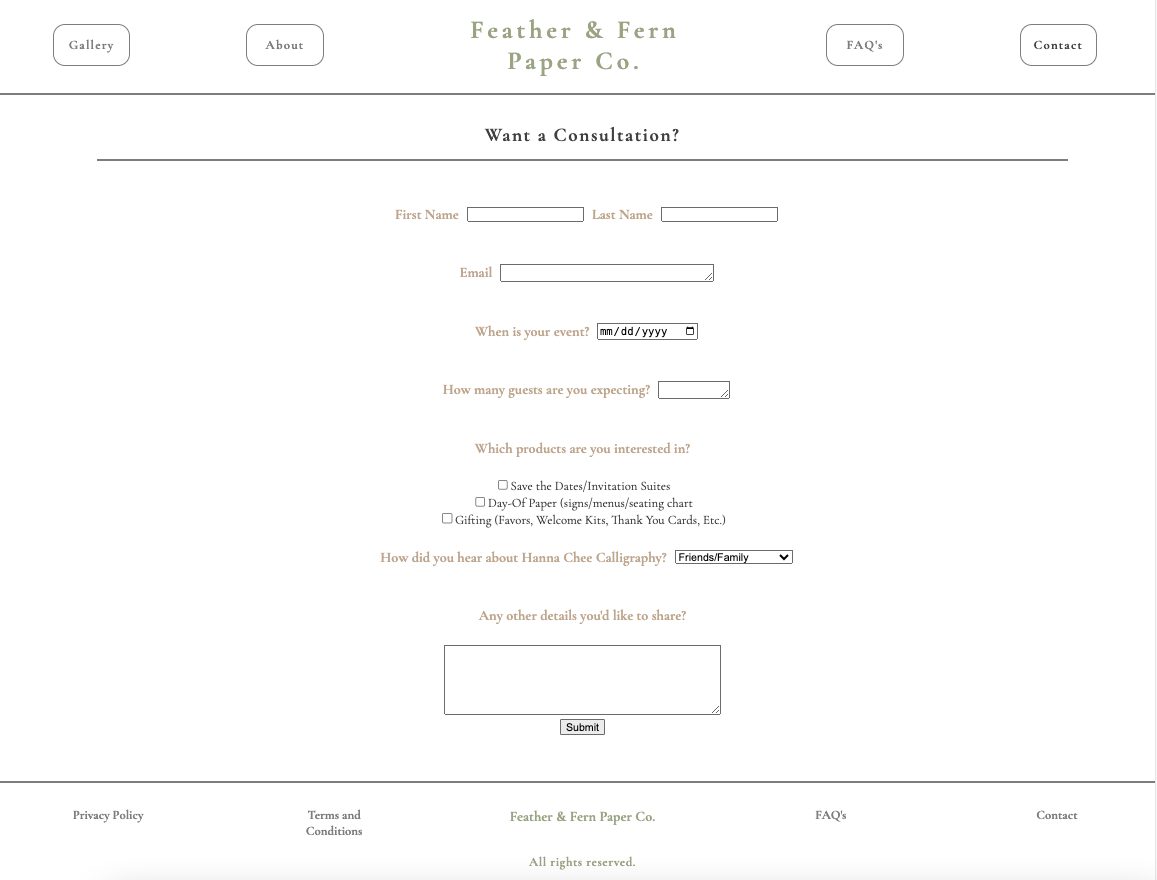 Gallery
About
Feather & Fern
Paper Co.
FAQ's
Contact
Want a Consultation?
First Name
Last Name
Email
When is your event? mm/dd/yyyy
How many guests are you expecting?
Which products are you interested in?
Save the Dates/Invitation Suites
Day-Of Paper (signs/menus/seating chart
Gifting (Favors, Welcome Kits, Thank You Cards, Etc.)
How did you hear about Hanna Chee Calligraphy? Friends/Family
Any other details you'd like to share?
Submit
Privacy Policy
Terms and
Conditions
Feather & Fern Paper Co.
FAQ's
Contact
All rights reserved.